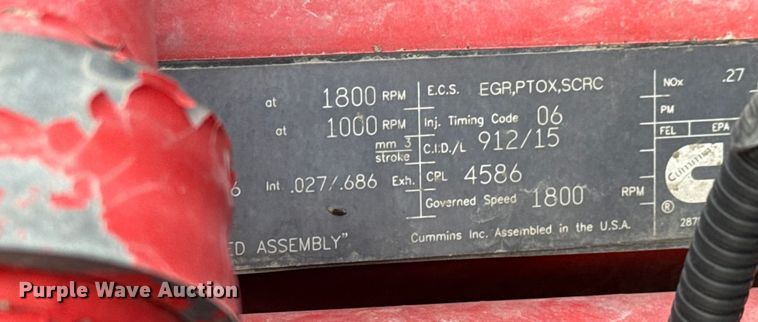 at 1800 RPM
at 1000 RPM
mm 3
stroke
6 Int. .027/.686 Exh.
ED ASSEMBLY"
E.C.S. EGR,PTOX,SCRC
Inj. Timing Code 06
C.I.D./L 912/15
CPL 4586
Governed Speed 1800 RPM
Cummins Inc. Assembled in the U.S.A.
NOx .27
PM
FEL EPA
Cummins
®
287
Purple Wave Auction